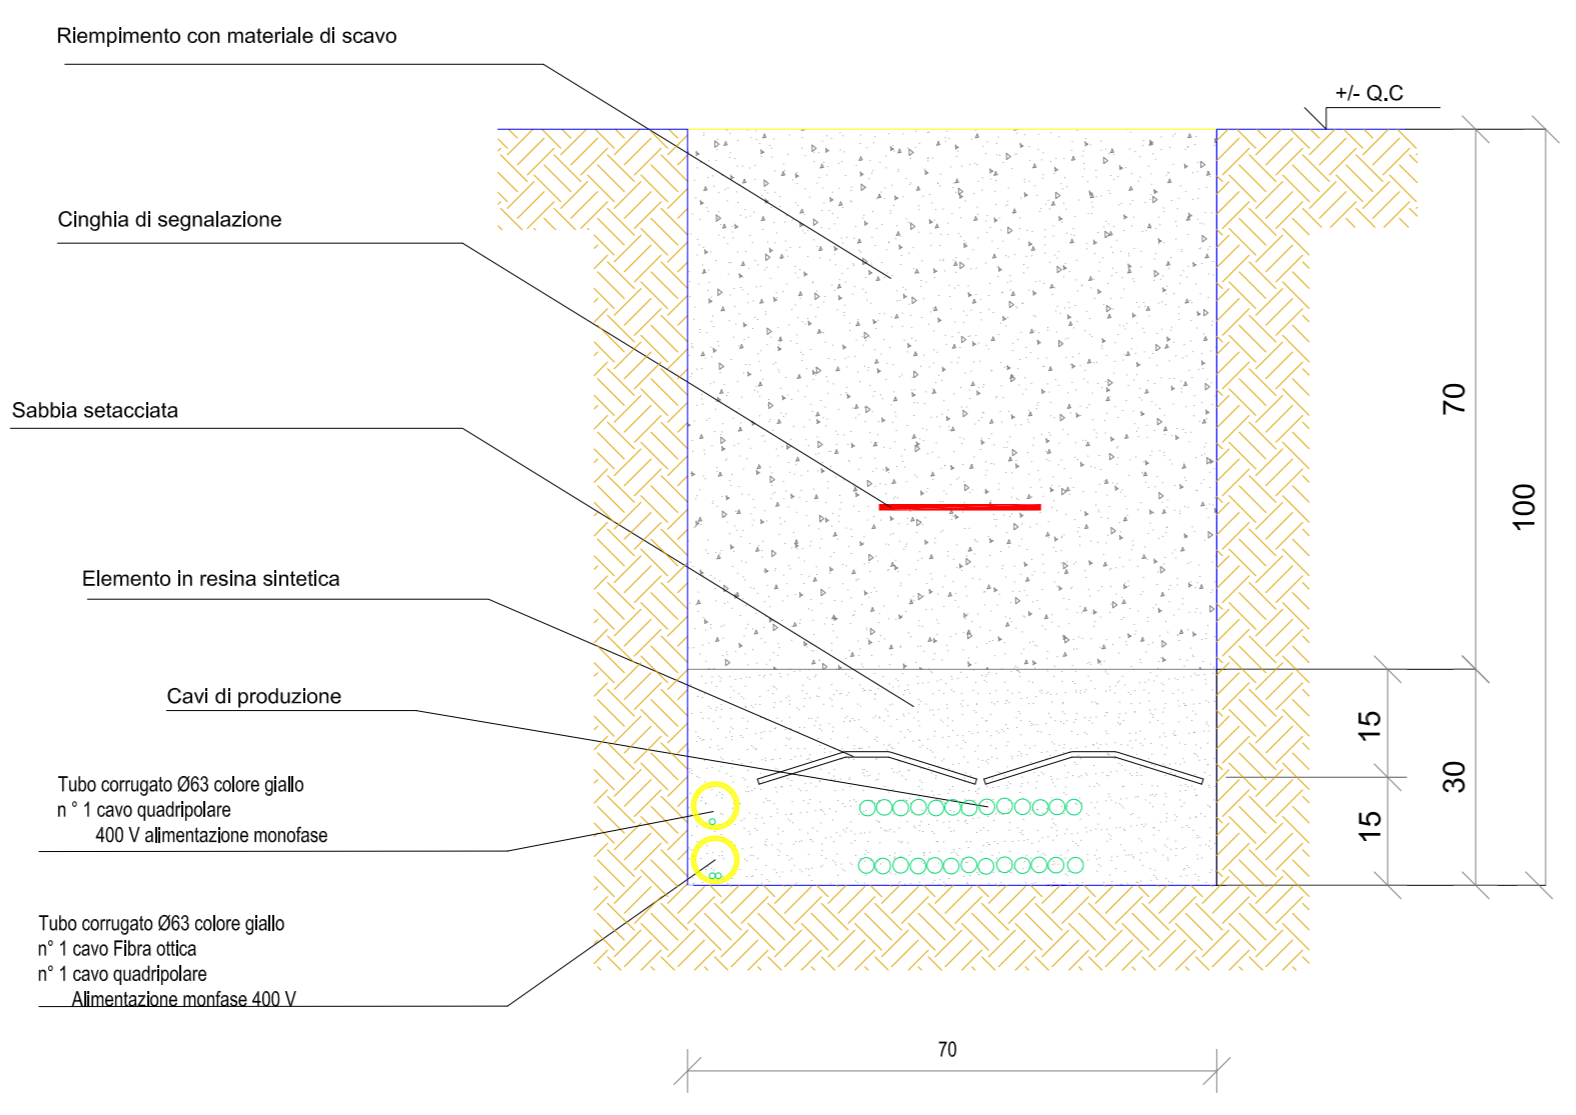 Riempimento con materiale di scavo
+/- Q.C
Cinghia di segnalazione
Sabbia setacciata
Elemento in resina sintetica
Cavi di produzione
Tubo corrugato Ø63 colore giallo
n ° 1 cavo quadripolare
400 V alimentazione monofase
Tubo corrugato Ø63 colore giallo
n° 1 cavo Fibra ottica
n° 1 cavo quadripolare
Alimentazione monfase 400 V
70
100
15
30
15
70